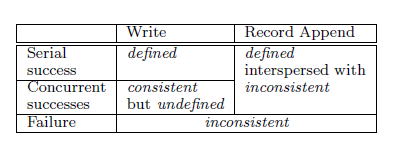 Write Record Append
Serial success defined defined interspersed with inconsistent
Concurrent successes consistent but undefined
Failure inconsistent